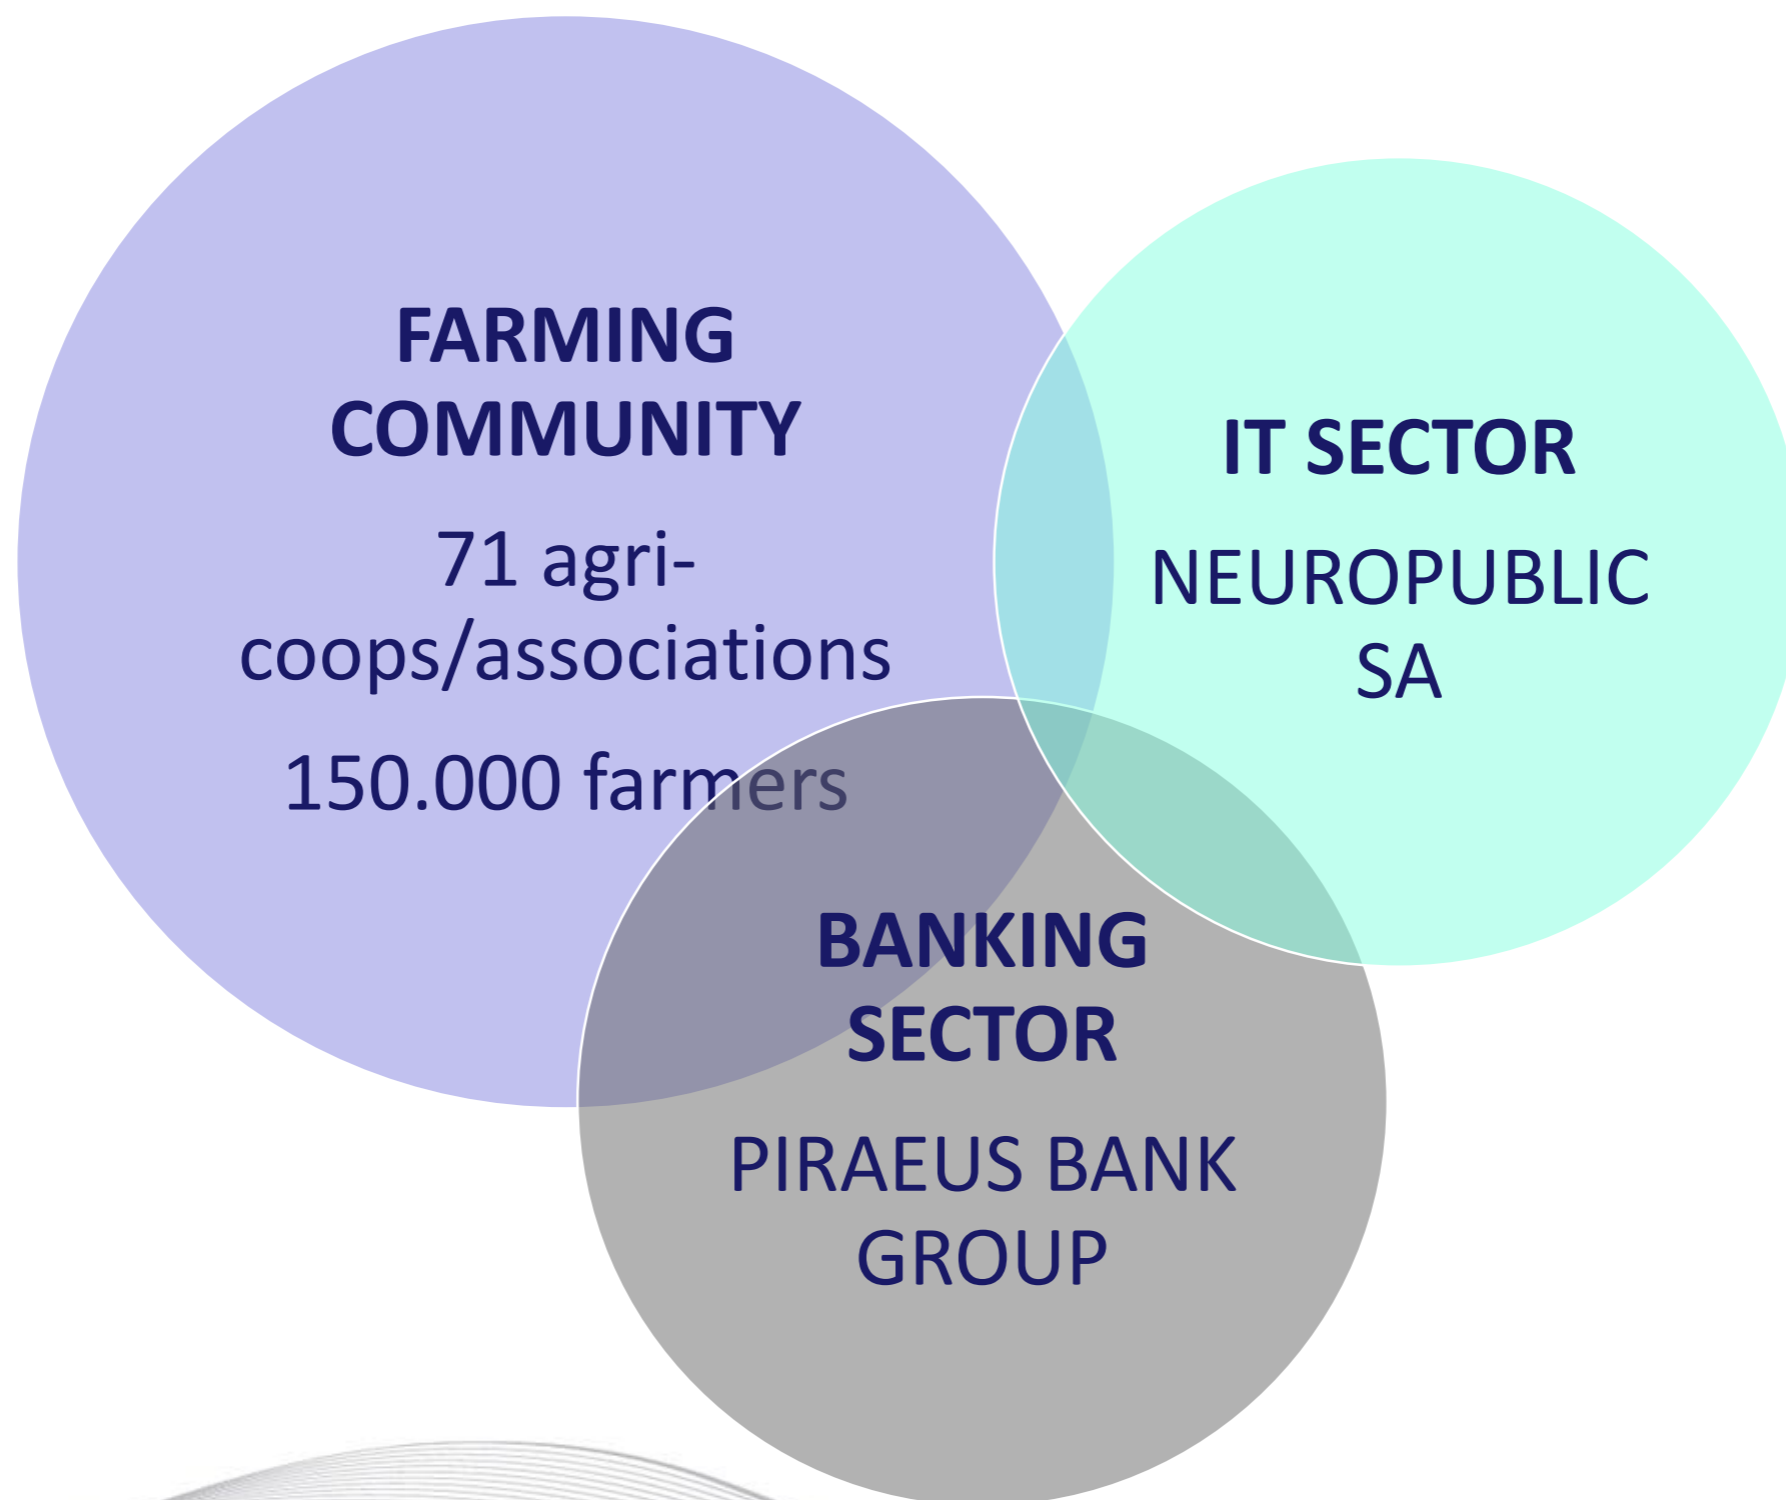 FARMING
COMMUNITY
71 agri-
coops/associations
150.000 farmers
IT SECTOR
NEUROPUBLIC
SA
BANKING
SECTOR
PIRAEUS BANK
GROUP